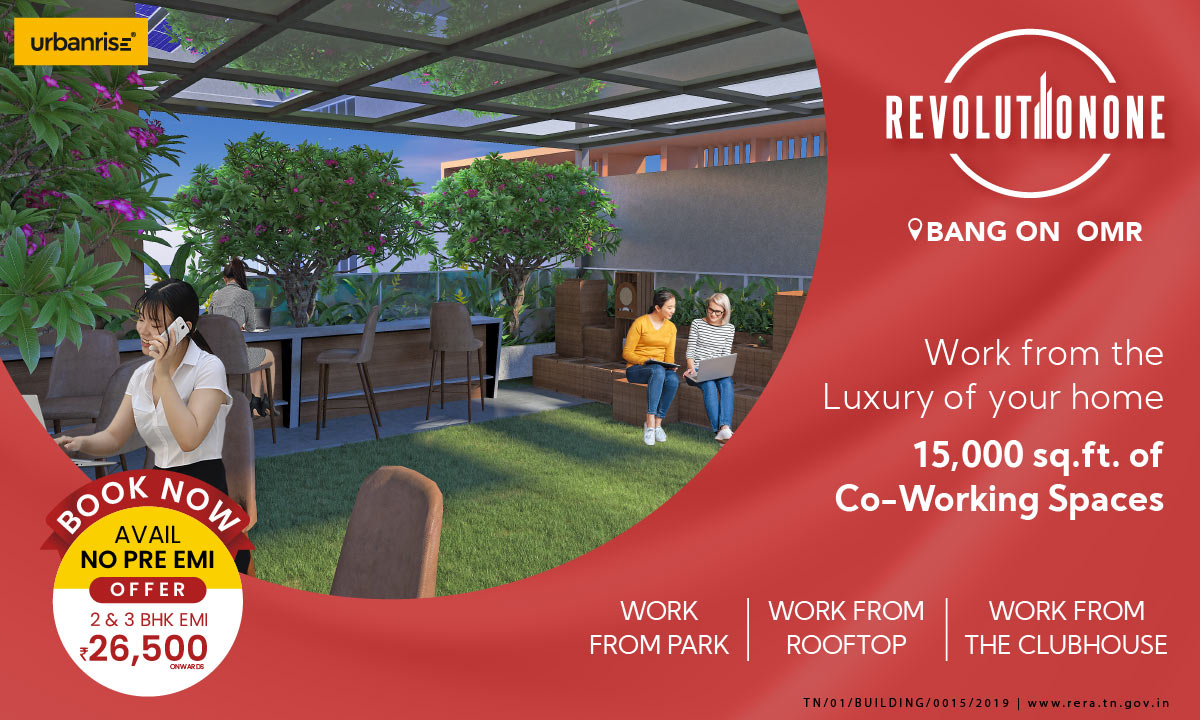 urbanrise®
REVOLUTIONONE
BANG ON OMR
Work from the
Luxury of your home
15,000 sq.ft. of
Co-Working Spaces
BOOK NOW
AVAIL
NO PRE EMI
OFFER
2 & 3 BHK EMI
₹26,500
ONWARDS
WORK
FROM PARK
WORK FROM
ROOFTOP
WORK FROM
THE CLUBHOUSE
TN/01/BUILDING/0015/2019 | www.rera.tn.gov.in